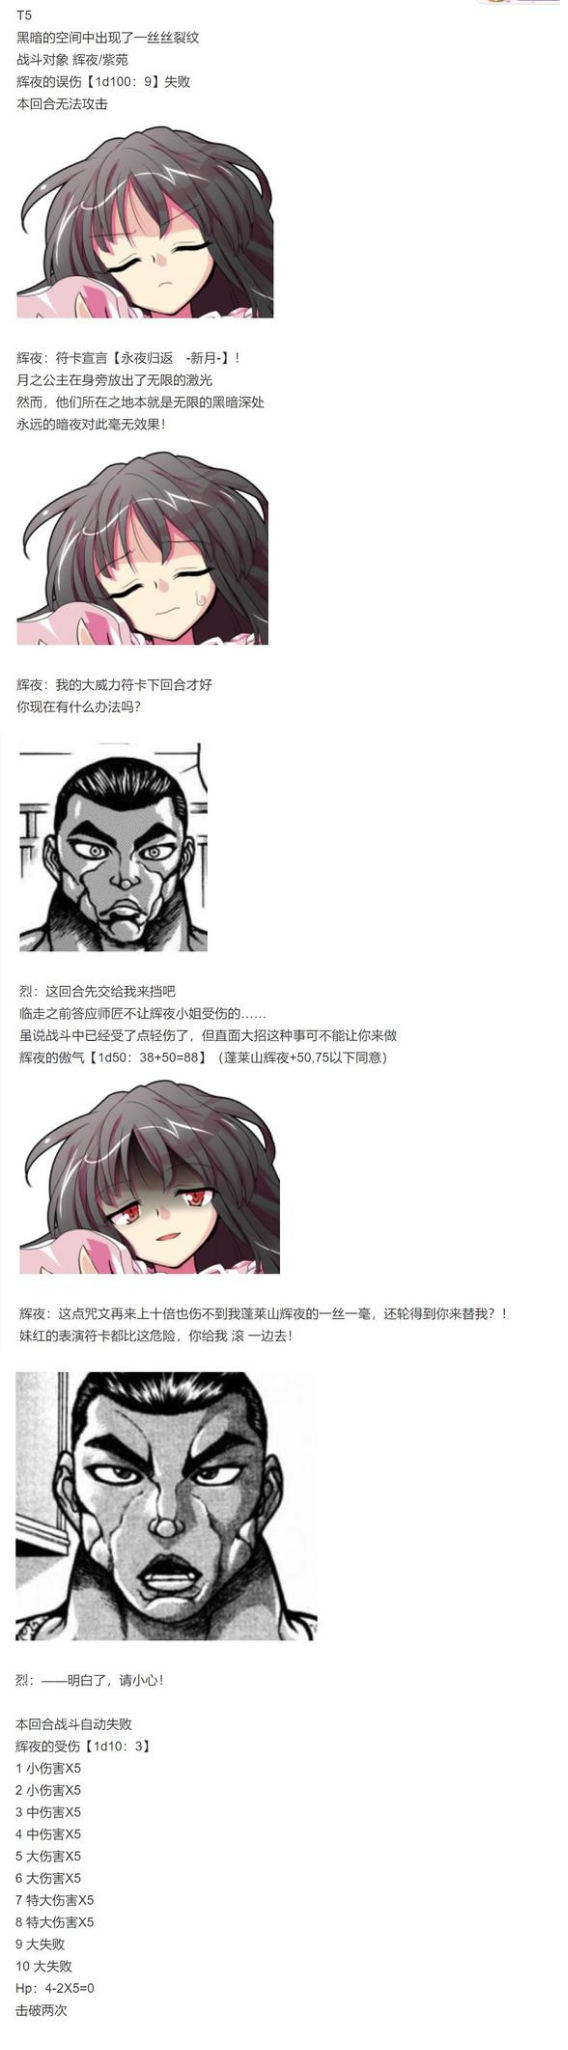 T5
黑暗的空间中出现了一丝丝裂纹
战斗对象 辉夜/紫苑
辉夜的误伤【1d100：9】失败
本回合无法攻击
辉夜：符卡宣言【永夜归返　-新月-】！
月之公主在身旁放出了无限的激光
然而，他们所在之地本就是无限的黑暗深处
永远的暗夜对此毫无效果！
辉夜：我的大威力符卡下回合才好
你现在有什么办法吗？
烈：这回合先交给我来挡吧
临走之前答应师匠不让辉夜小姐受伤的……
虽说战斗中已经受了点轻伤了，但直面大招这种事可不能让你来做
辉夜的傲气【1d50：38+50=88】（蓬莱山辉夜+50,75以下同意）
辉夜：这点咒文再来上十倍也伤不到我蓬莱山辉夜的一丝一毫，还轮得到你来替我？！
妹红的表演符卡都比这危险，你给我 滚 一边去！
烈：——明白了，请小心！
本回合战斗自动失败
辉夜的受伤【1d10：3】
1 小伤害X5
2 小伤害X5
3 中伤害X5
4 中伤害X5
5 大伤害X5
6 大伤害X5
7 特大伤害X5
8 特大伤害X5
9 大失败
10 大失败
Hp：4-2X5=0
击破两次